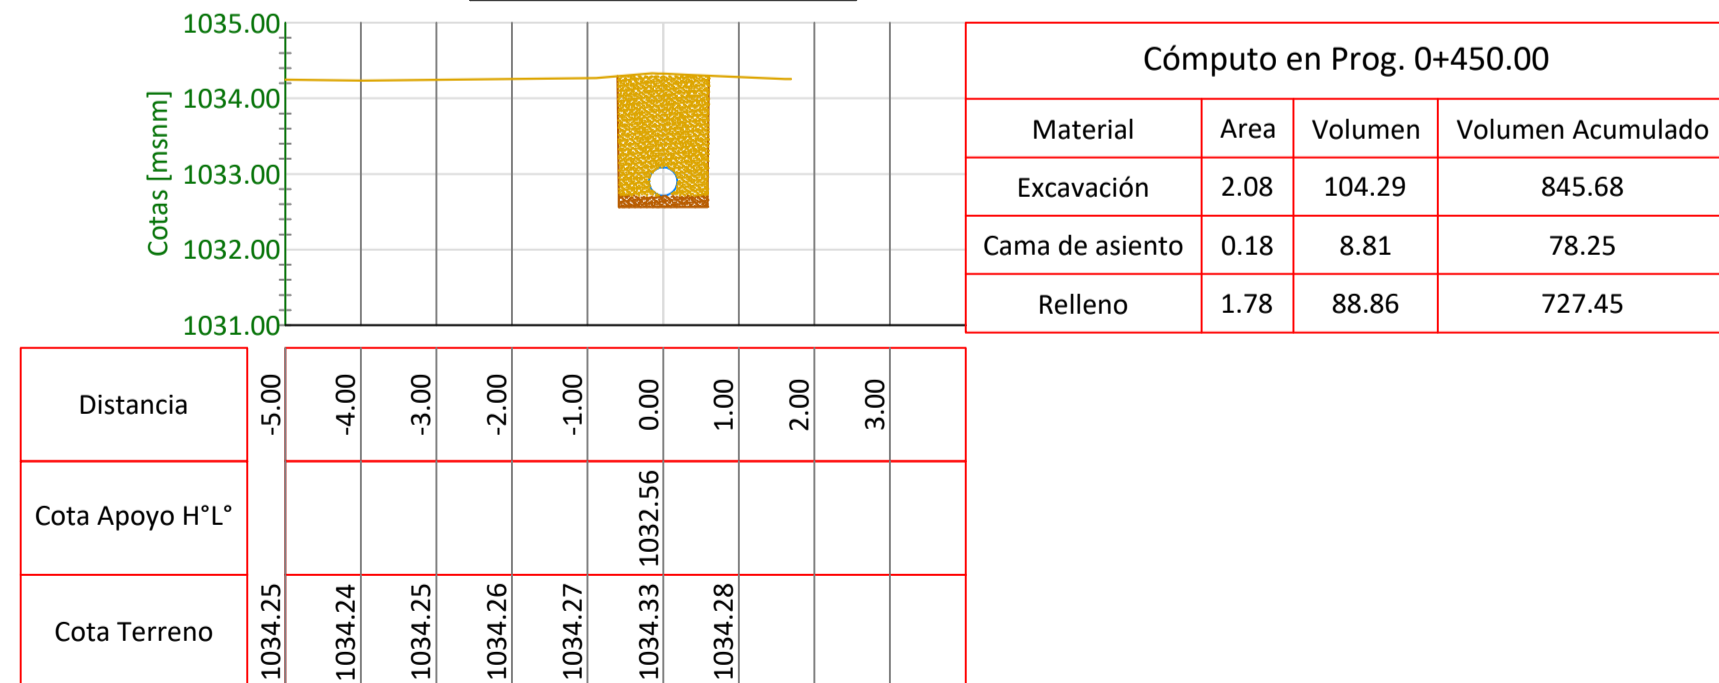 1035.00
1034.00
1033.00
1032.00
1031.00
Cotas [msnm]
Cómputo en Prog. 0+450.00
Material Area Volumen Volumen Acumulado
Excavación 2.08 104.29 845.68
Cama de asiento 0.18 8.81 78.25
Relleno 1.78 88.86 727.45
Distancia -5.00 -4.00 -3.00 -2.00 -1.00 0.00 1.00 2.00 3.00
Cota Apoyo H°L° 1032.56
Cota Terreno 1034.25 1034.24 1034.25 1034.26 1034.27 1034.33 1034.28